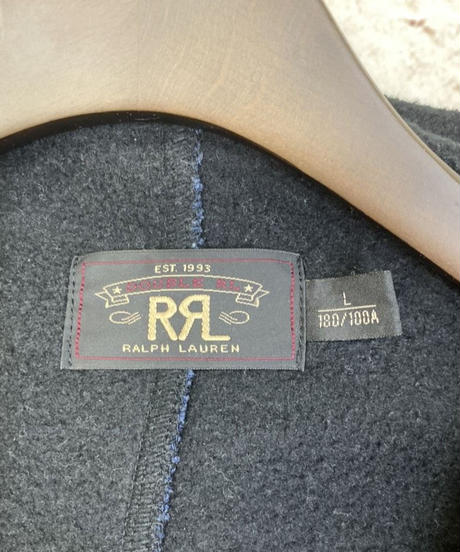 EST. 1993
DOUBLE RL
RRL
RALPH LAUREN
L
180/100A